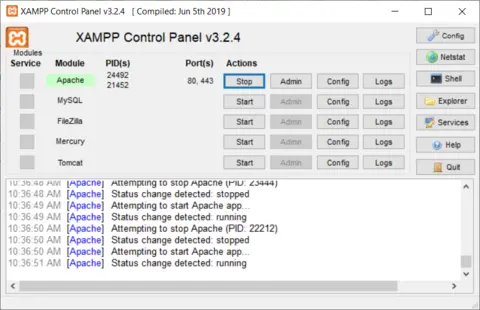 XAMPP Control Panel v3.2.4 [ Compiled: Jun 5th 2019 ]
XAMPP Control Panel v3.2.4
Config
Modules
Service Module PID(s) Port(s) Actions
Netstat
Apache 24492 21452 80, 443 Stop Admin Config Logs
Shell
MySQL Start Admin Config Logs
Explorer
FileZilla Start Admin Config Logs
Services
Mercury Start Admin Config Logs
Help
Tomcat Start Admin Config Logs
Quit
10:36:48 AM [Apache] Attempting to stop Apache (PID: 23444)
10:36:49 AM [Apache] Status change detected: stopped
10:36:49 AM [Apache] Attempting to start Apache app...
10:36:49 AM [Apache] Status change detected: running
10:36:50 AM [Apache] Attempting to stop Apache (PID: 22212)
10:36:50 AM [Apache] Status change detected: stopped
10:36:50 AM [Apache] Attempting to start Apache app...
10:36:51 AM [Apache] Status change detected: running